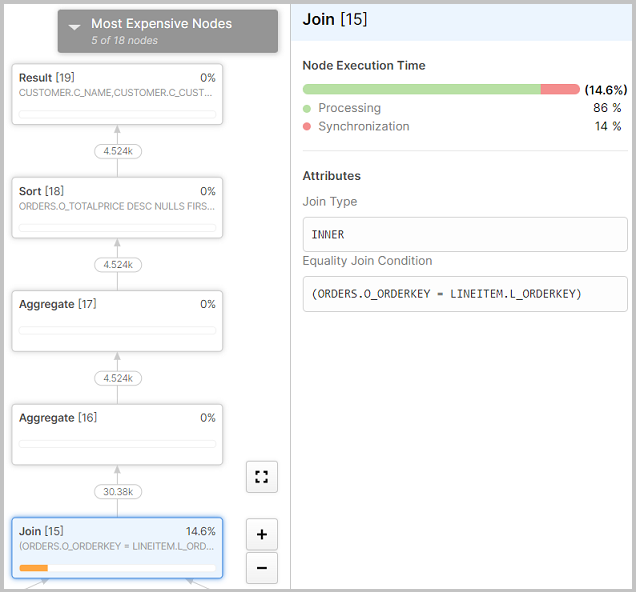 Most Expensive Nodes
5 of 18 nodes
Result [19] 0%
CUSTOMER.C_NAME,CUSTOMER.C_CUST...
4.524k
Sort [18] 0%
ORDERS.O_TOTALPRICE DESC NULLS FIRS...
4.524k
Aggregate [17] 0%
4.524k
Aggregate [16] 0%
30.38k
Join [15] 14.6%
(ORDERS.O_ORDERKEY = LINEITEM.L_ORD...
+
−
Join [15]
Node Execution Time
(14.6%)
Processing 86 %
Synchronization 14 %
Attributes
Join Type
INNER
Equality Join Condition
(ORDERS.O_ORDERKEY = LINEITEM.L_ORDERKEY)